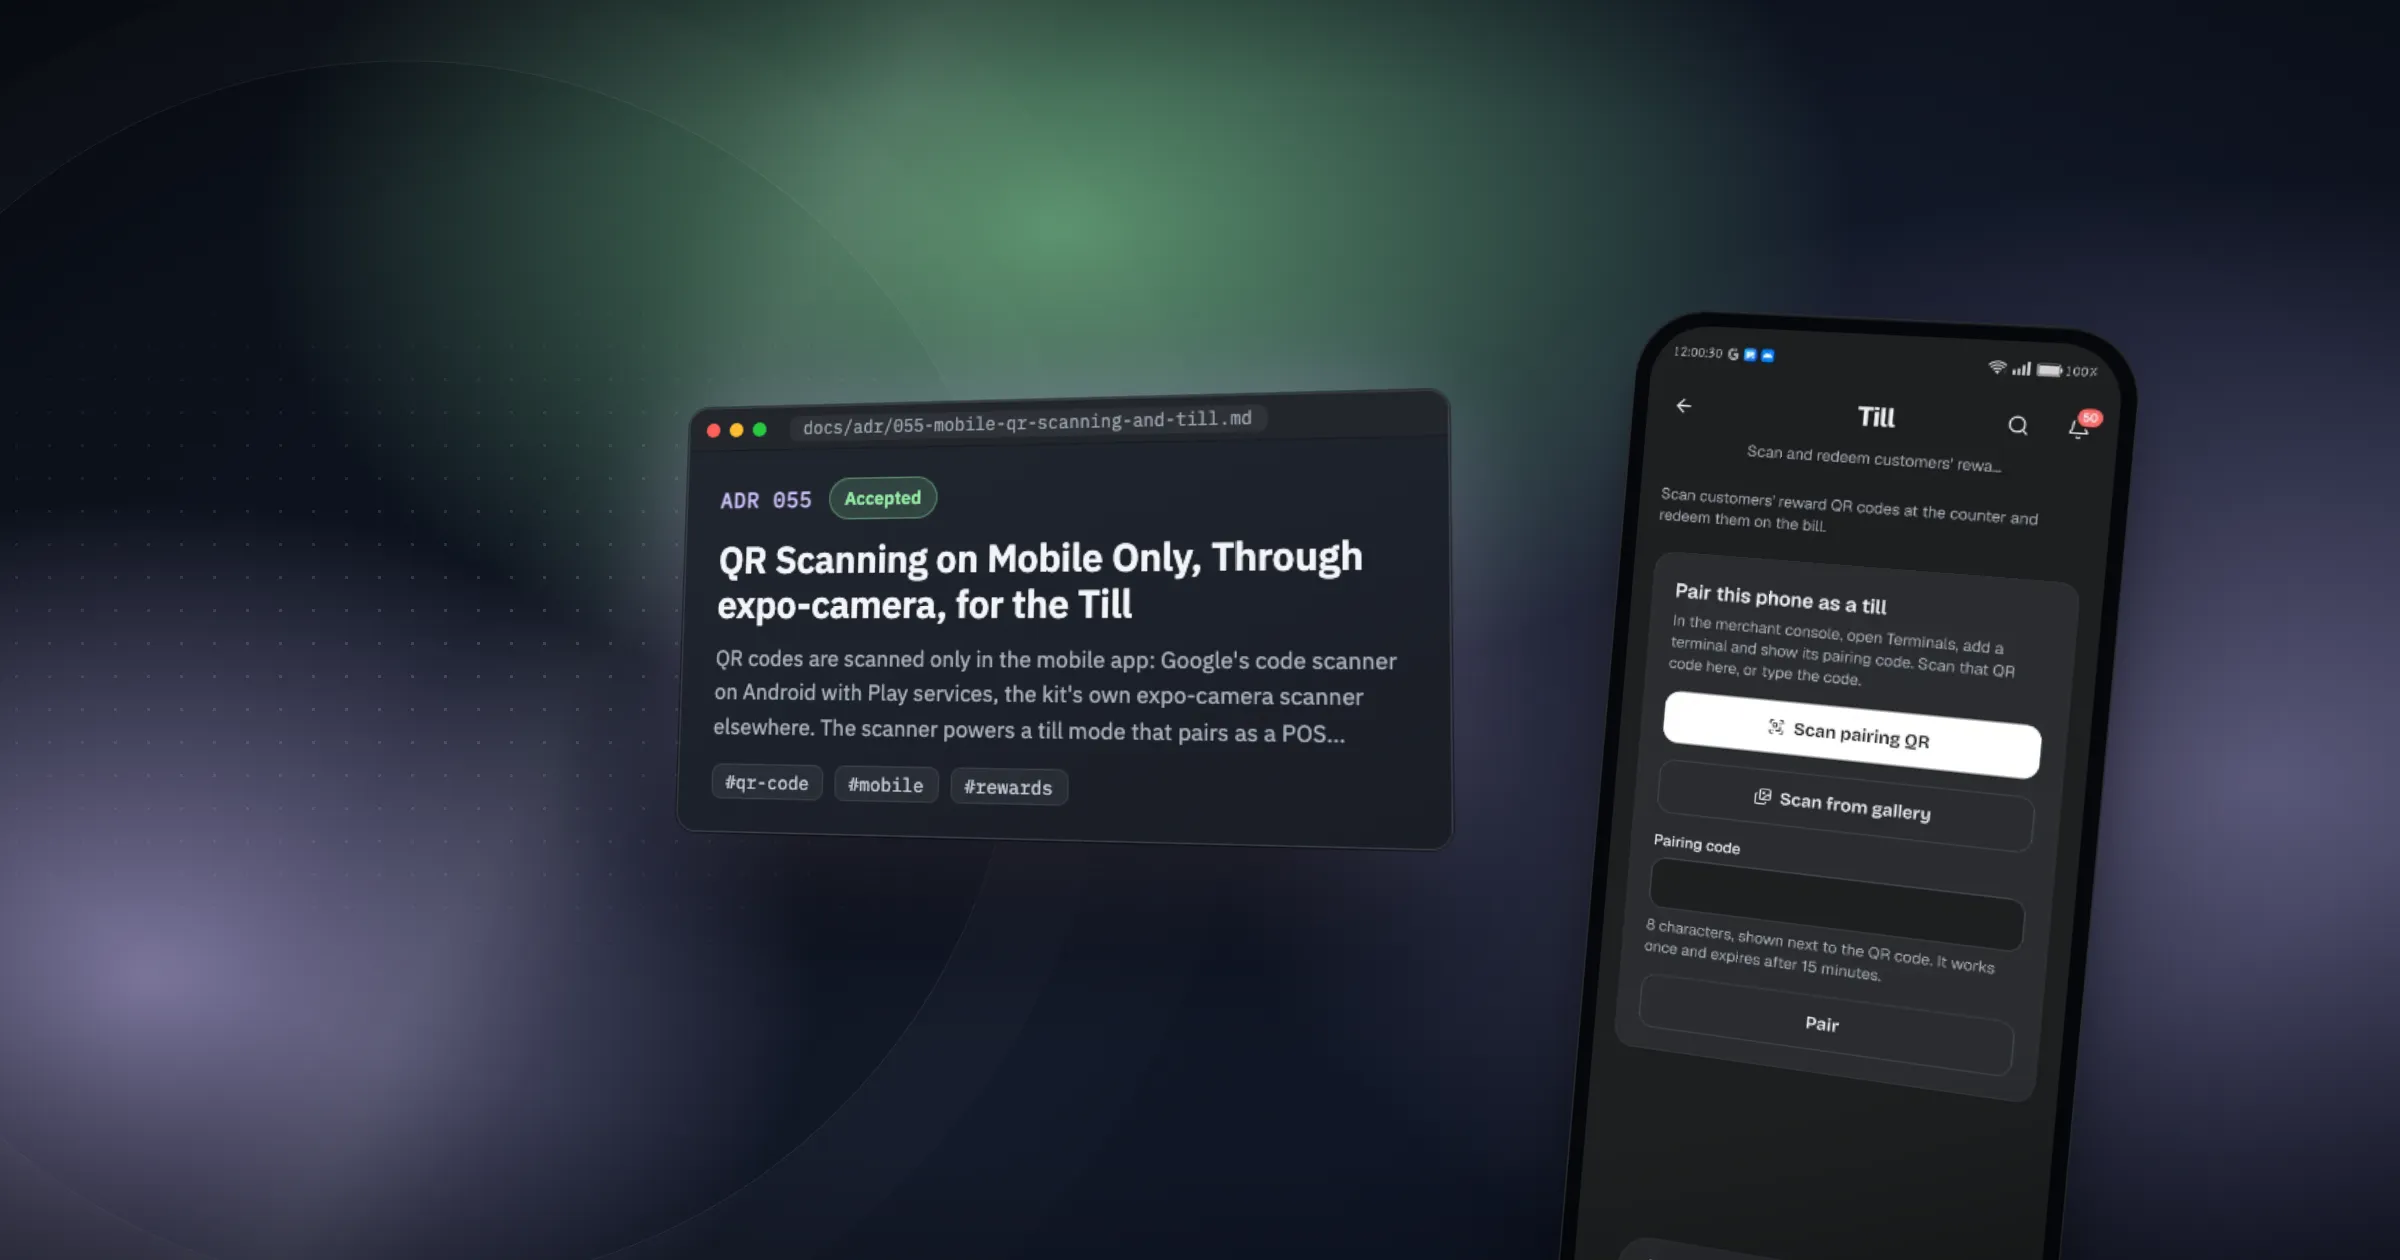 docs/adr/055-mobile-qr-scanning-and-till.md
ADR 055
Accepted
QR Scanning on Mobile Only, Through
expo-camera, for the Till
QR codes are scanned only in the mobile app: Google's code scanner
on Android with Play services, the kit's own expo-camera scanner
elsewhere. The scanner powers a till mode that pairs as a POS...
#qr-code
#mobile
#rewards
12:00:30
100%
Till
50
Scan and redeem customers' rewa...
Scan customers' reward QR codes at the counter and
redeem them on the bill.
Pair this phone as a till
In the merchant console, open Terminals, add a
terminal and show its pairing code. Scan that QR
code here, or type the code.
Scan pairing QR
Scan from gallery
Pairing code
8 characters, shown next to the QR code. It works
once and expires after 15 minutes.
Pair